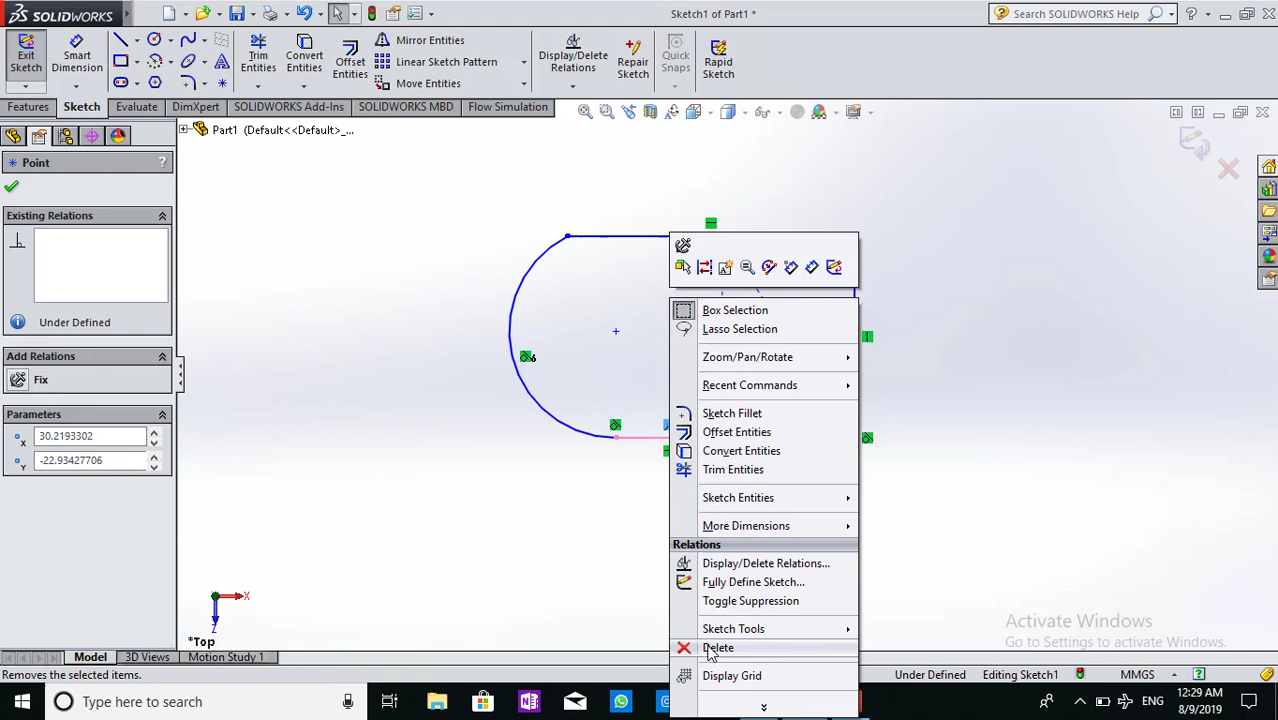 SOLIDWORKS
Sketch1 of Part1 *
Search SOLIDWORKS Help
Exit Sketch
Smart Dimension
Trim Entities
Convert Entities
Offset Entities
Mirror Entities
Linear Sketch Pattern
Move Entities
Display/Delete Relations
Repair Sketch
Quick Snaps
Rapid Sketch
Features
Sketch
Evaluate
DimXpert
SOLIDWORKS Add-Ins
SOLIDWORKS MBD
Flow Simulation
Part1 (Default<<Default>_...
Point
Existing Relations
Under Defined
Add Relations
Fix
Parameters
30.2193302
-22.93427706
6
Box Selection
Lasso Selection
Zoom/Pan/Rotate
Recent Commands
Sketch Fillet
Offset Entities
Convert Entities
Trim Entities
Sketch Entities
More Dimensions
Relations
Display/Delete Relations...
Fully Define Sketch...
Toggle Suppression
Sketch Tools
Delete
Display Grid
X
Z
*Top
Activate Windows
Go to Settings to activate Windows.
Model
3D Views
Motion Study 1
Removes the selected items.
Under Defined
Editing Sketch1
MMGS
Type here to search
ENG
12:29 AM
8/9/2019